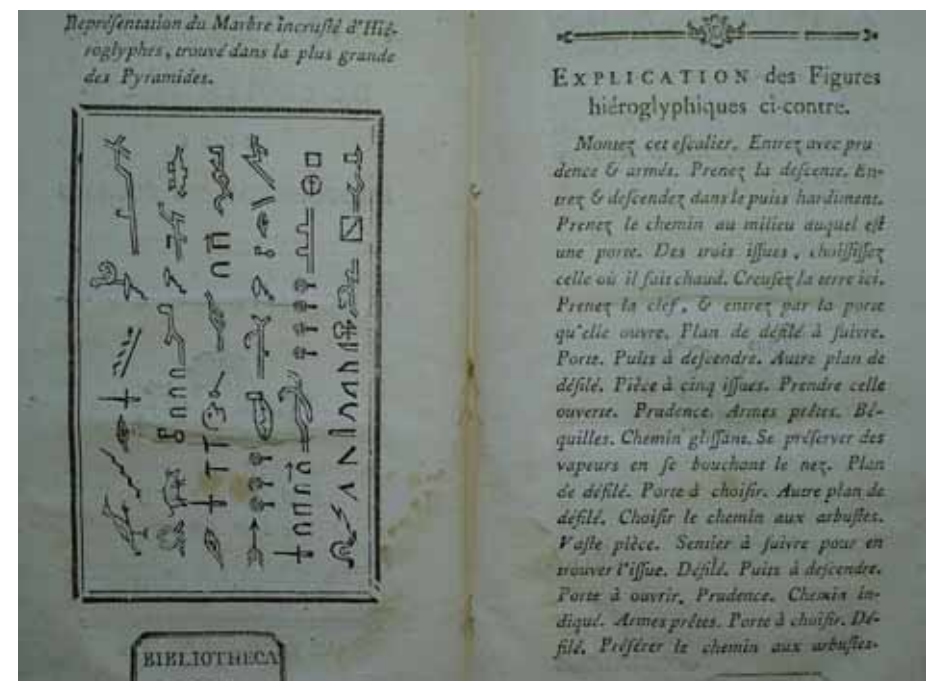 Représentation du Marbre incrusté d'Hié-
roglyphes, trouvé dans la plus grande
des Pyramides.
BIBLIOTHECA
EXPLICATION des Figures
hiéroglyphiques ci-contre.
Montez cet eſcalier. Entrez avec pru
dence & armés. Prenez la deſcente. En-
trez & deſcendez dans le puits hardiment.
Prenez le chemin au milieu auquel eſt
une porte. Des trois iſſues, choiſiſſez
celle où il fait chaud. Creuſez la terre ici.
Prenez la clef, & entrez par la porte
qu'elle ouvre. Plan de défilé à ſuivre.
Porte. Puits à deſcendre. Autre plan de
défilé. Pièce à cinq iſſues. Prendre celle
ouverte. Prudence. Armes prêtes. Bé-
quilles. Chemin gliſſant. Se préſerver des
vapeurs en ſe bouchant le nez. Plan
de défilé. Porte à choiſir. Autre plan de
défilé. Choiſir le chemin aux arbuſtes.
Vaſte pièce. Sentier à ſuivre pour en
trouver l'iſſue. Défilé. Puits à deſcendre.
Porte à ouvrir. Prudence. Chemin in-
diqué. Armes prêtes. Porte à choiſir. Dé-
filé. Préférer le chemin aux arbuſtes.